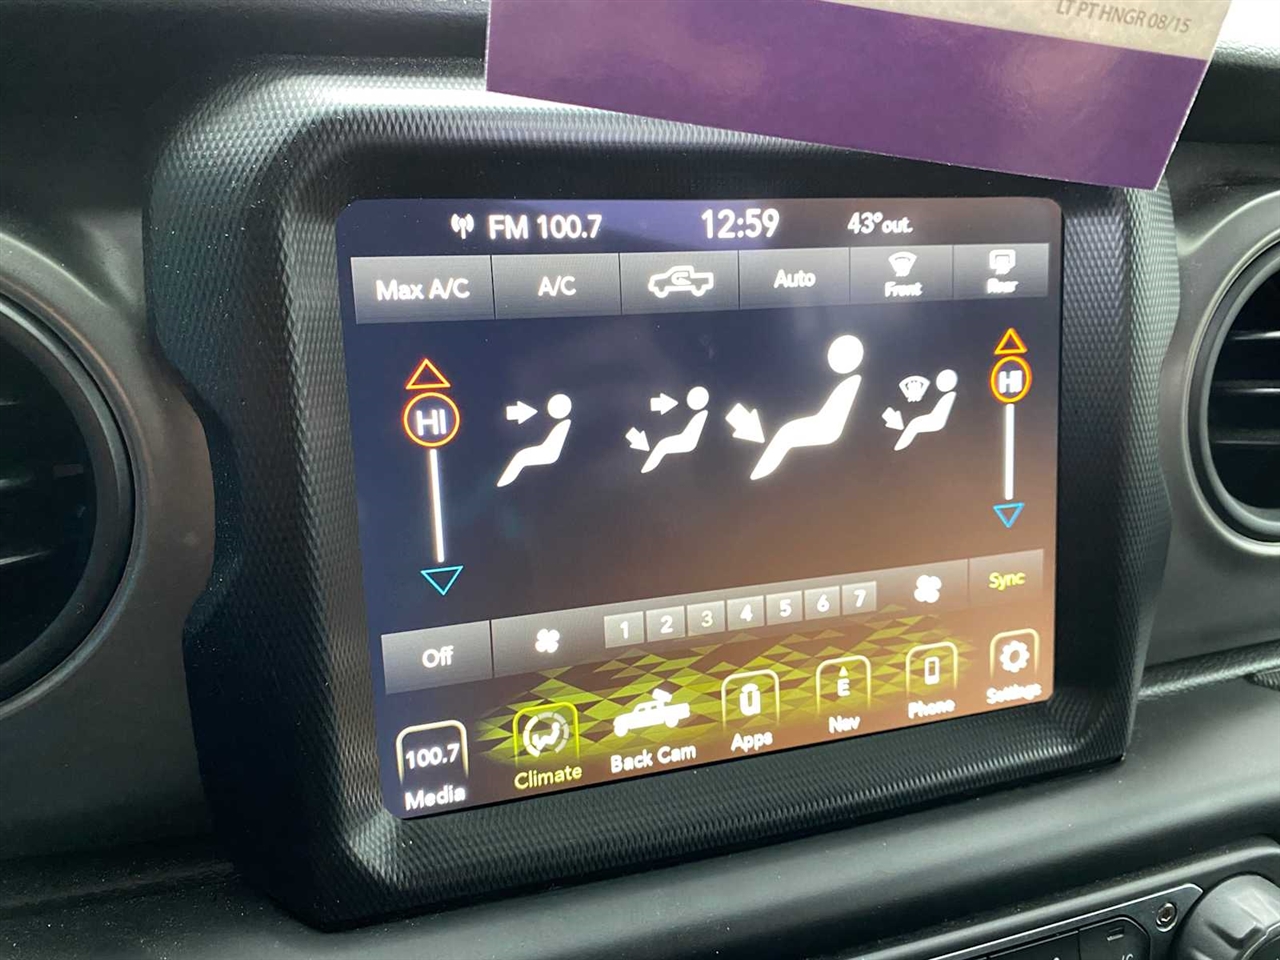 LT PT HNGR 08/15
FM 100.7 12:59 43° out.
Max A/C A/C Auto Front Rear
HI HI
1 2 3 4 5 6 7 Sync
Off
E
100.7
Media Climate Back Cam Apps Nav Phone Settings